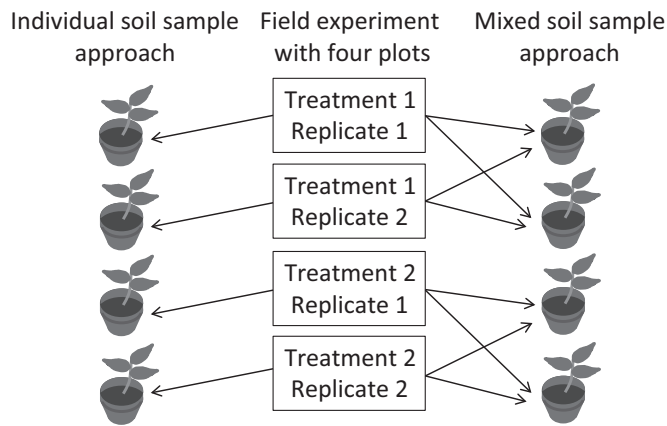 Individual soil sample
approach
Field experiment
with four plots
Mixed soil sample
approach
Treatment 1
Replicate 1
Treatment 1
Replicate 2
Treatment 2
Replicate 1
Treatment 2
Replicate 2